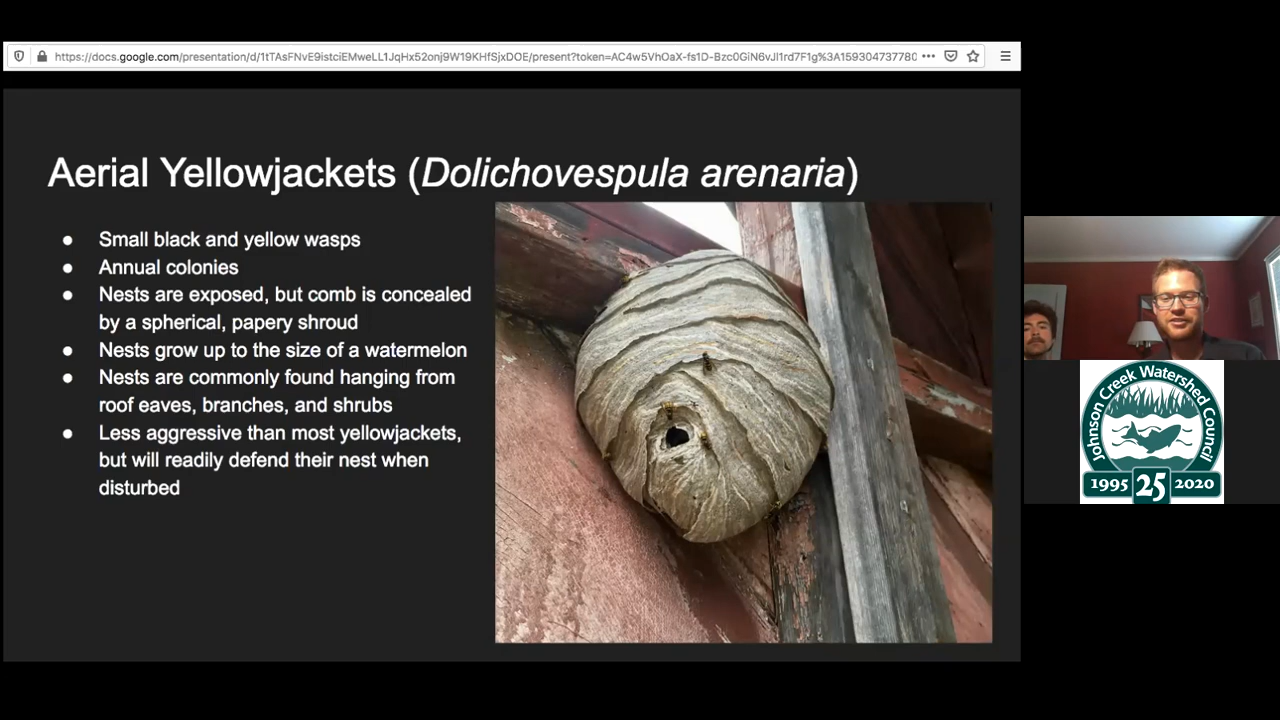 https://docs.google.com/presentation/d/1tTAsFNvE9istciEMweLL1JqHx52onj9W19KHfSjxDOE/present?token=AC4w5VhOaX-fs1D-Bzc0GiN6vJI1rd7F1g%3A159304737780
Aerial Yellowjackets (Dolichovespula arenaria)
● Small black and yellow wasps
● Annual colonies
● Nests are exposed, but comb is concealed
by a spherical, papery shroud
● Nests grow up to the size of a watermelon
● Nests are commonly found hanging from
roof eaves, branches, and shrubs
● Less aggressive than most yellowjackets,
but will readily defend their nest when
disturbed
Johnson Creek Watershed Council
1995 25 2020